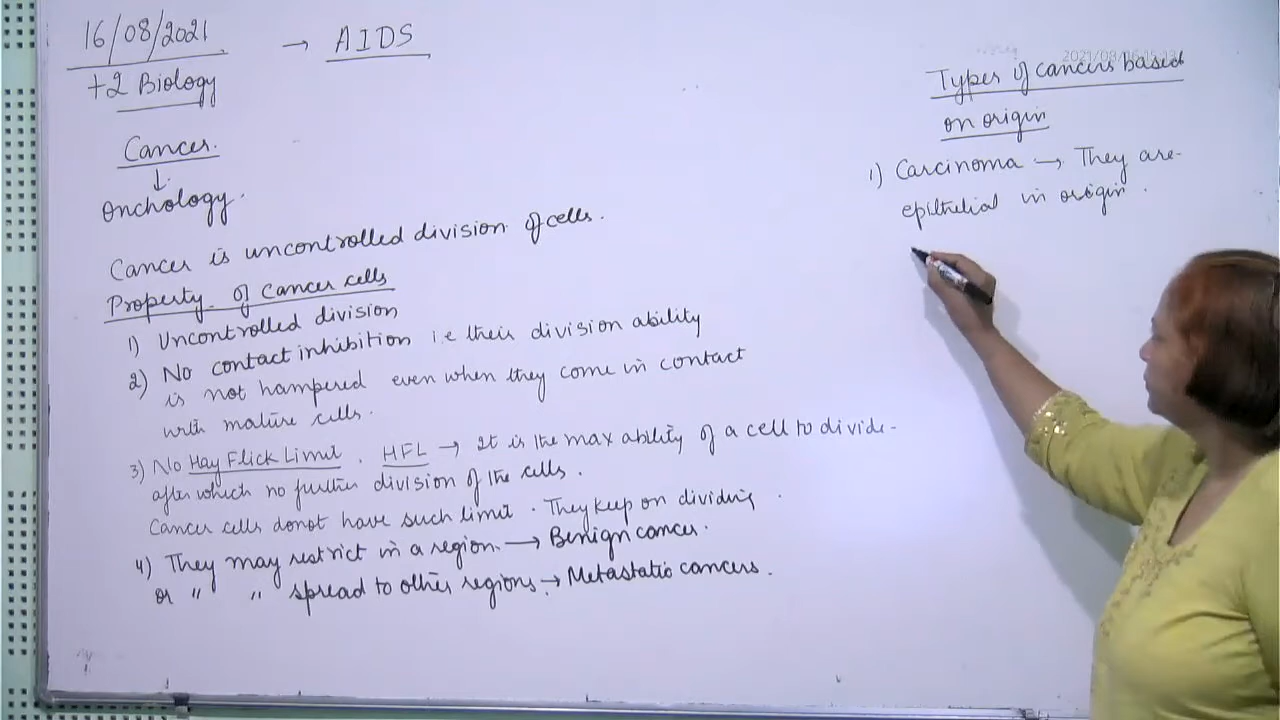 16/08/2021 → AIDS
+2 Biology
Cancer.
↓
Onchology.
Cancer is uncontrolled division of cells.
Property of Cancer cells
1) Uncontrolled division
2) No contact inhibition i.e their division ability
is not hampered even when they come in contact
with mature cells.
3) No Hay Flick Limit. HFL → It is the max ability of a cell to divide
after which no further division of the cells.
Cancer cells donot have such limit. They keep on dividing.
4) They may restrict in a region. → Benign cancer.
or " " spread to other regions. → Metastatic cancers.
2021/08/16 15:13
Types of cancers based
on origin
1) Carcinoma → They are
epithelial in origin.